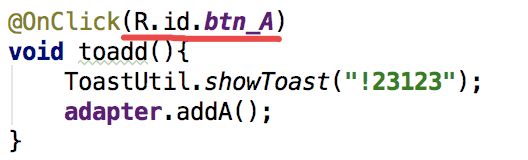 @OnClick(R.id.btn_A)
void toadd(){
ToastUtil.showToast("!23123");
adapter.addA();
}